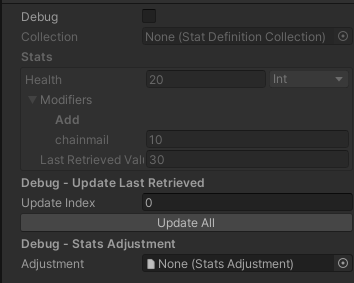 Debug
Collection None (Stat Definition Collection)
Stats
Health 20 Int
Modifiers
Add
chainmail 10
Last Retrieved Valu 30
Debug - Update Last Retrieved
Update Index 0
Update All
Debug - Stats Adjustment
Adjustment None (Stats Adjustment)